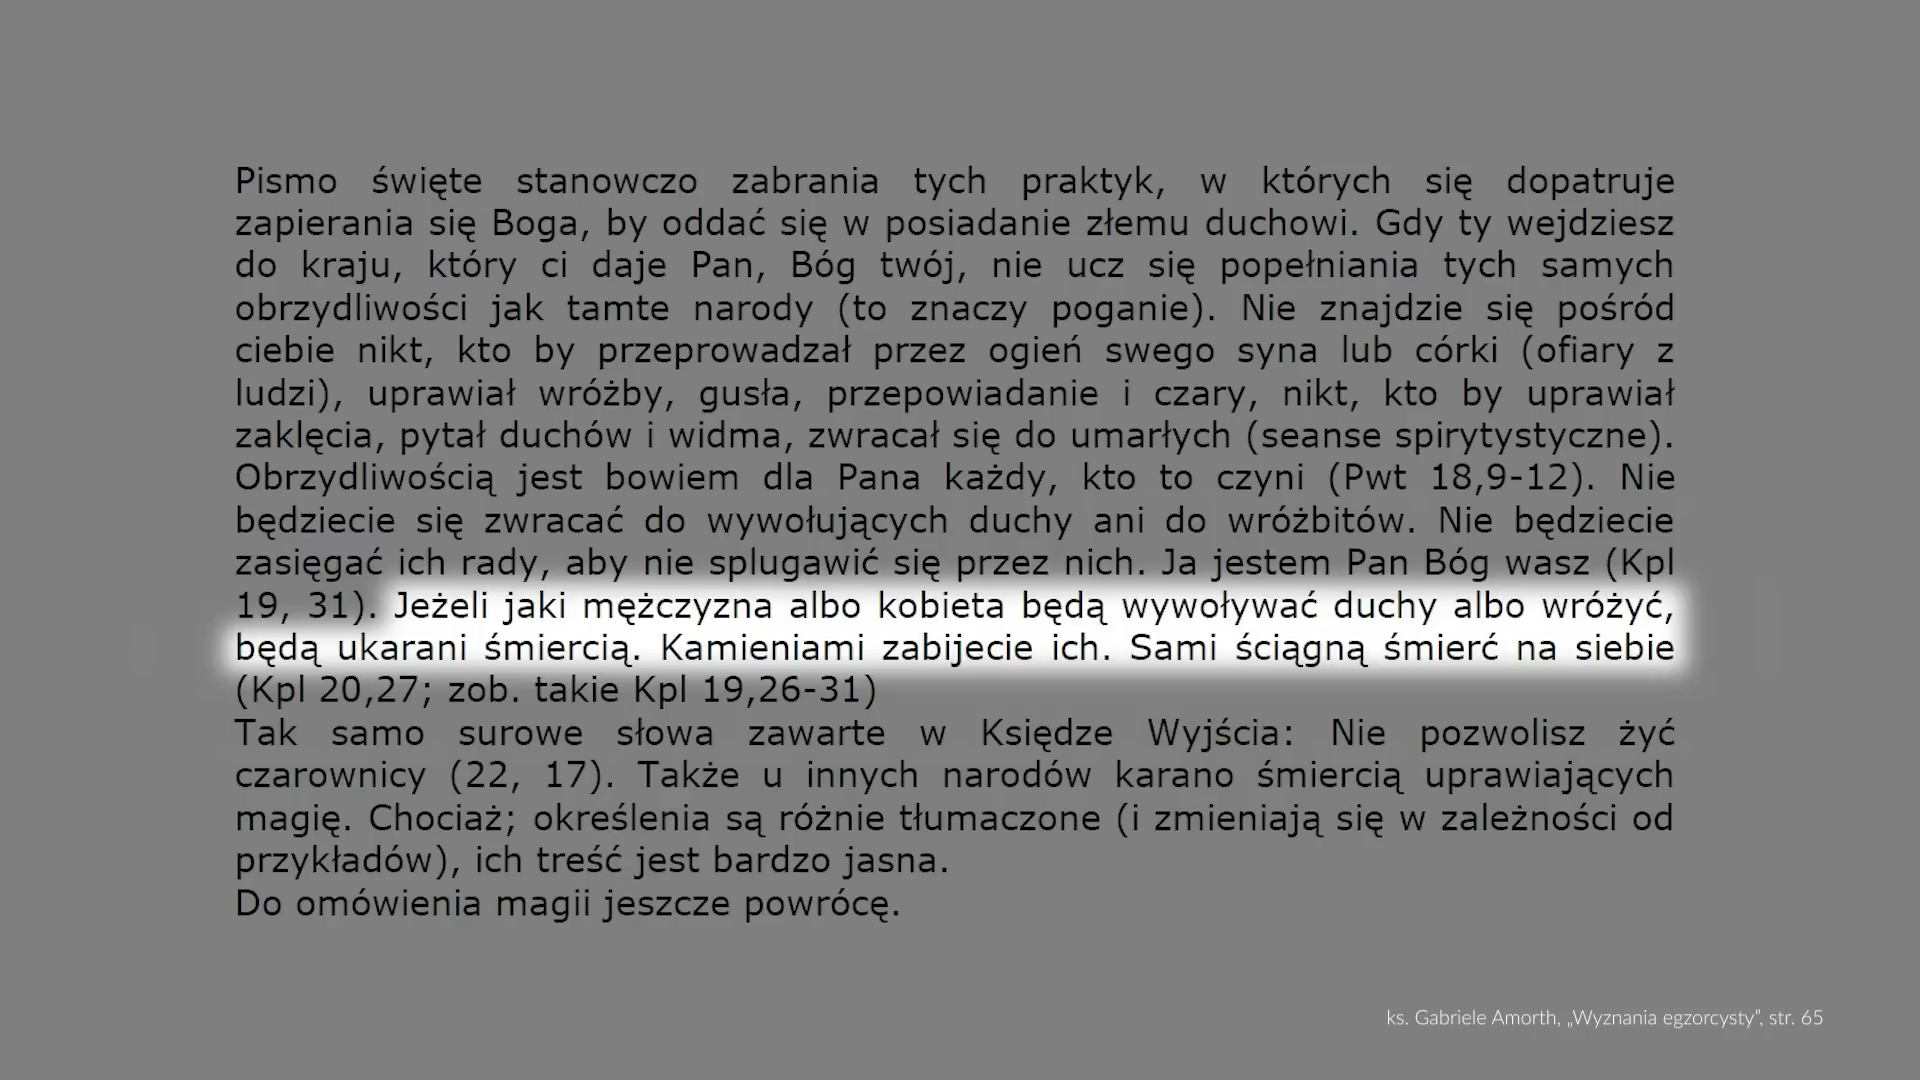 Pismo święte stanowczo zabrania tych praktyk, w których się dopatruje
zapierania się Boga, by oddać się w posiadanie złemu duchowi. Gdy ty wejdziesz
do kraju, który ci daje Pan, Bóg twój, nie ucz się popełniania tych samych
obrzydliwości jak tamte narody (to znaczy poganie). Nie znajdzie się pośród
ciebie nikt, kto by przeprowadzał przez ogień swego syna lub córki (ofiary z
ludzi), uprawiał wróżby, gusła, przepowiadanie i czary, nikt, kto by uprawiał
zaklęcia, pytał duchów i widma, zwracał się do umarłych (seanse spirytystyczne).
Obrzydliwością jest bowiem dla Pana każdy, kto to czyni (Pwt 18,9-12). Nie
będziecie się zwracać do wywołujących duchy ani do wróżbitów. Nie będziecie
zasięgać ich rady, aby nie splugawić się przez nich. Ja jestem Pan Bóg wasz (Kpl
19, 31). Jeżeli jaki mężczyzna albo kobieta będą wywoływać duchy albo wróżyć,
będą ukarani śmiercią. Kamieniami zabijecie ich. Sami ściągną śmierć na siebie
(Kpl 20,27; zob. takie Kpl 19,26-31)
Tak samo surowe słowa zawarte w Księdze Wyjścia: Nie pozwolisz żyć
czarownicy (22, 17). Także u innych narodów karano śmiercią uprawiających
magię. Chociaż; określenia są różnie tłumaczone (i zmieniają się w zależności od
przykładów), ich treść jest bardzo jasna.
Do omówienia magii jeszcze powrócę.
ks. Gabriele Amorth, „Wyznania egzorcysty”, str. 65